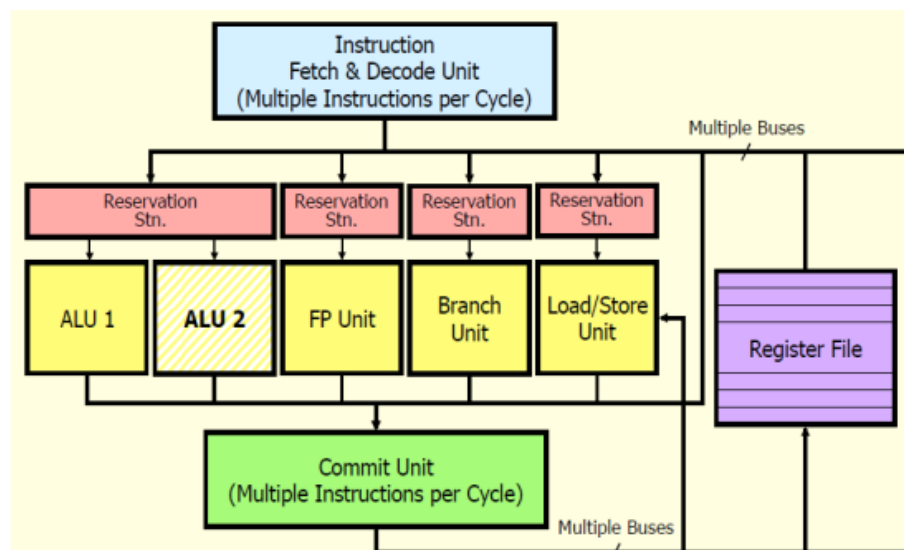 Instruction
Fetch & Decode Unit
(Multiple Instructions per Cycle)
Multiple Buses
Reservation
Stn.
Reservation
Stn.
Reservation
Stn.
Reservation
Stn.
ALU 1
ALU 2
FP Unit
Branch
Unit
Load/Store
Unit
Register File
Commit Unit
(Multiple Instructions per Cycle)
Multiple Buses